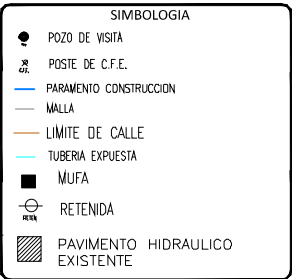 SIMBOLOGIA
POZO DE VISITA
POSTE DE C.F.E.
PARAMENTO CONSTRUCCION
MALLA
LIMITE DE CALLE
TUBERIA EXPUESTA
MUFA
RETEN
RETENIDA
PAVIMENTO HIDRAULICO
EXISTENTE